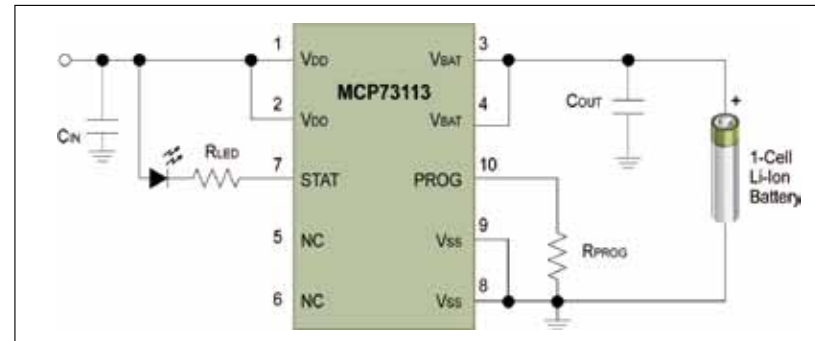 1 VDD VBAT 3
MCP73113
2 VDD VBAT 4
CIN
COUT
+
RLED
7 STAT PROG 10
1-Cell
Li-Ion
Battery
5 NC VSS 9
RPROG
6 NC VSS 8